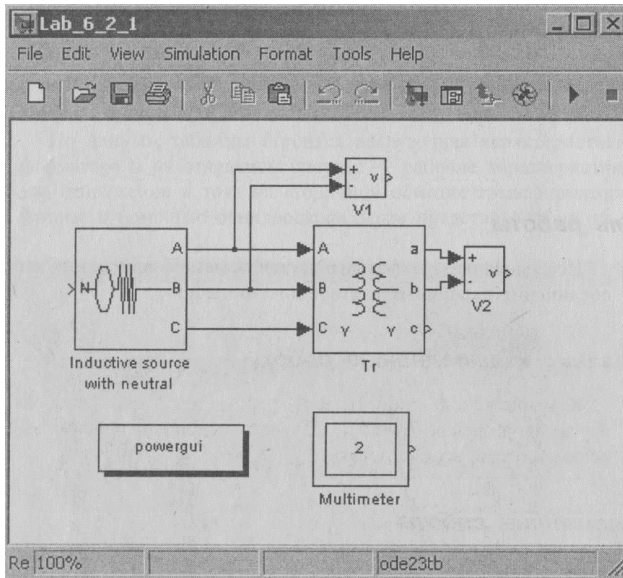 Lab_6_2_1
File Edit View Simulation Format Tools Help
+
-
v
V1
A
B
C
N
A
B
C
Y
Y
a
b
c
+
-
v
V2
Inductive source
with neutral
Tr
powergui
2
Multimeter
Re 100%
ode23tb